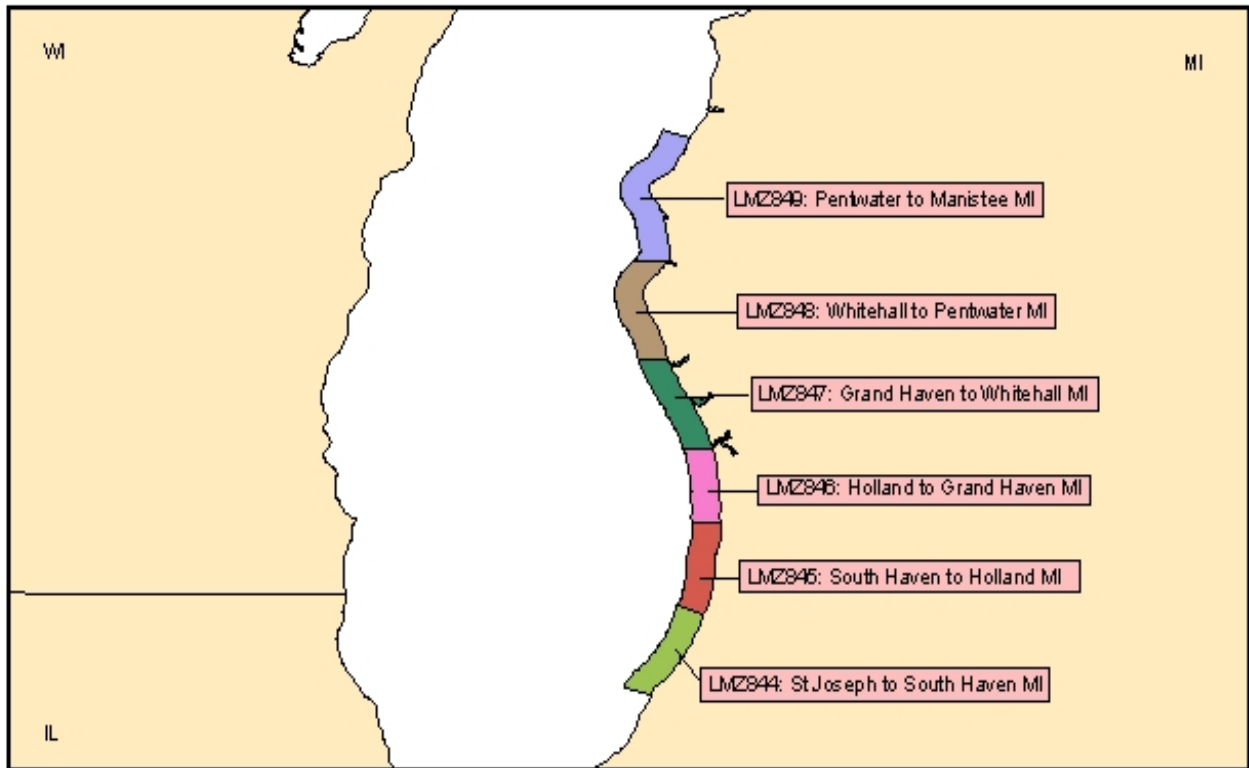 WI
MI
LMZ849: Pentwater to Manistee MI
LMZ848: Whitehall to Pentwater MI
LMZ847: Grand Haven to Whitehall MI
LMZ846: Holland to Grand Haven MI
LMZ845: South Haven to Holland MI
LMZ844: St Joseph to South Haven MI
IL